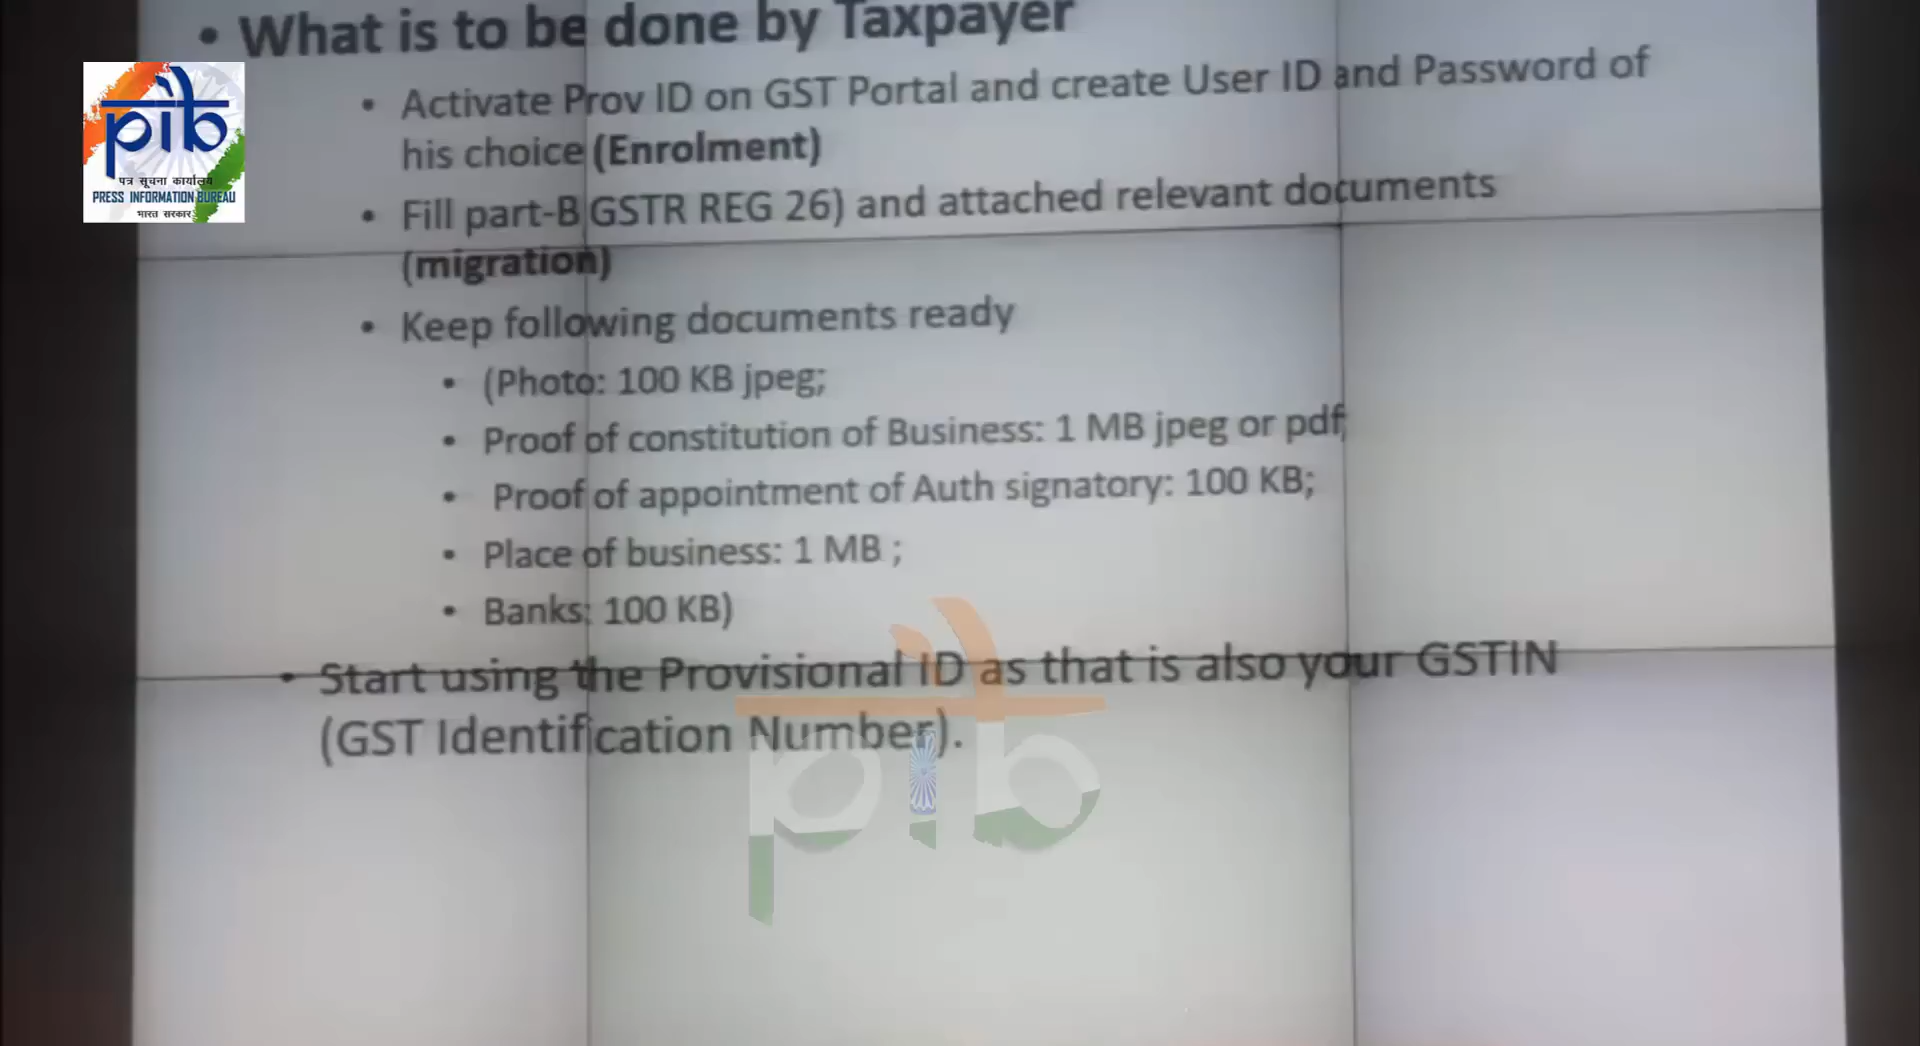 • What is to be done by Taxpayer
• Activate Prov ID on GST Portal and create User ID and Password of
his choice (Enrolment)
• Fill part-B GSTR REG 26) and attached relevant documents
(migration)
• Keep following documents ready
• (Photo: 100 KB jpeg;
• Proof of constitution of Business: 1 MB jpeg or pdf;
• Proof of appointment of Auth signatory: 100 KB;
• Place of business: 1 MB ;
• Banks: 100 KB)
• Start using the Provisional ID as that is also your GSTIN
(GST Identification Number).
pib
पत्र सूचना कार्यालय
PRESS INFORMATION BUREAU
भारत सरकार
pib